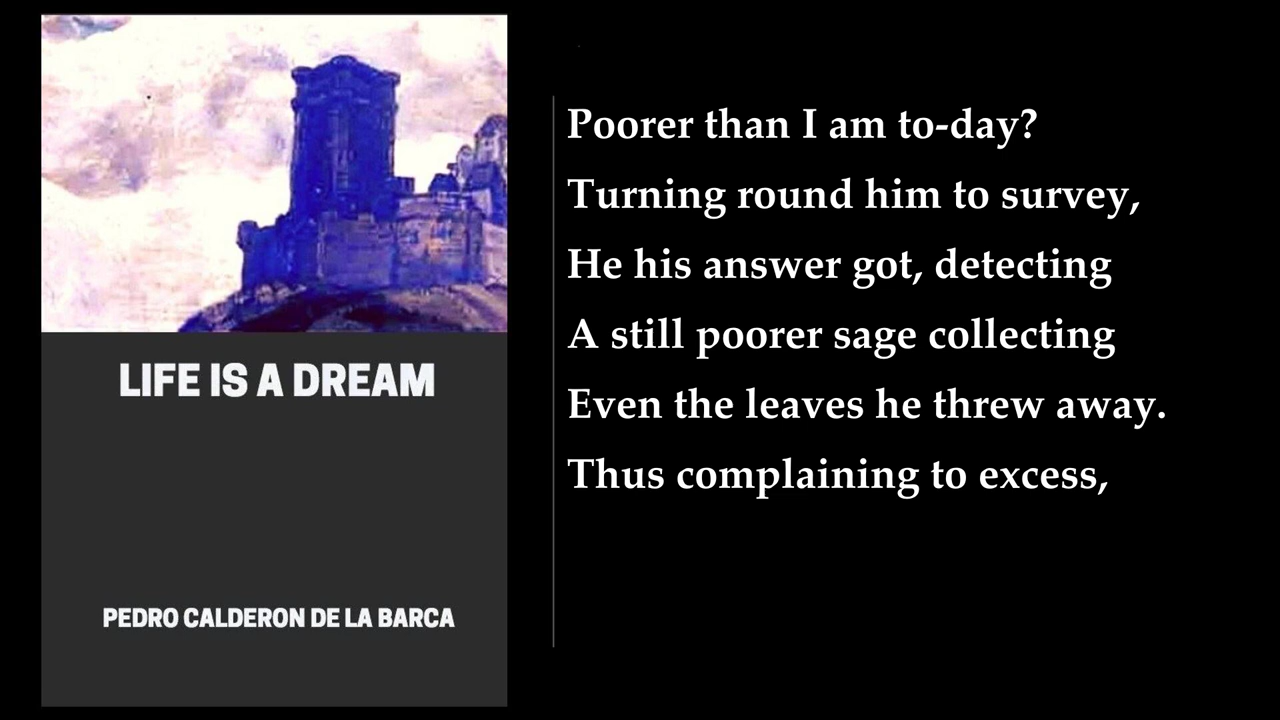 LIFE IS A DREAM
PEDRO CALDERON DE LA BARCA
Poorer than I am to-day?
Turning round him to survey,
He his answer got, detecting
A still poorer sage collecting
Even the leaves he threw away.
Thus complaining to excess,